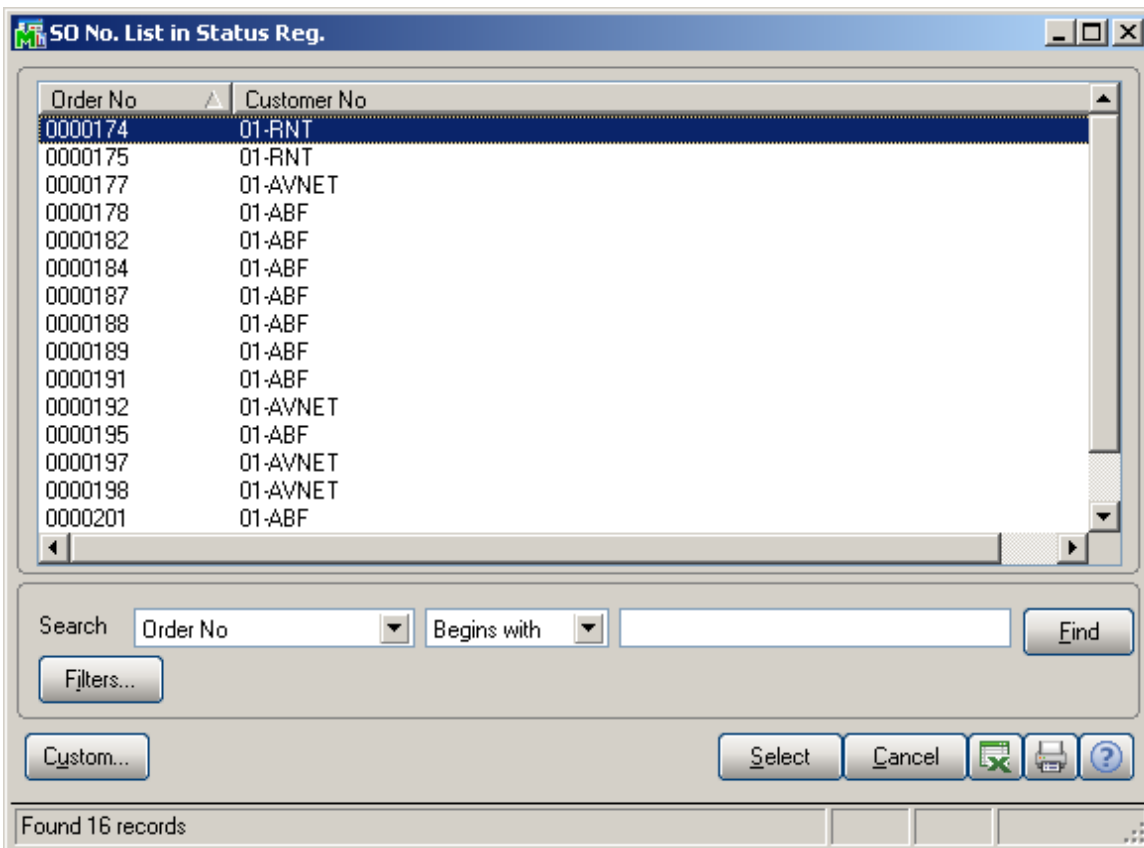 SO No. List in Status Reg.
Order No Customer No
0000174 01-RNT
0000175 01-RNT
0000177 01-AVNET
0000178 01-ABF
0000182 01-ABF
0000184 01-ABF
0000187 01-ABF
0000188 01-ABF
0000189 01-ABF
0000191 01-ABF
0000192 01-AVNET
0000195 01-ABF
0000197 01-AVNET
0000198 01-AVNET
0000201 01-ABF
Search Order No Begins with Find
Filters...
Custom... Select Cancel
Found 16 records